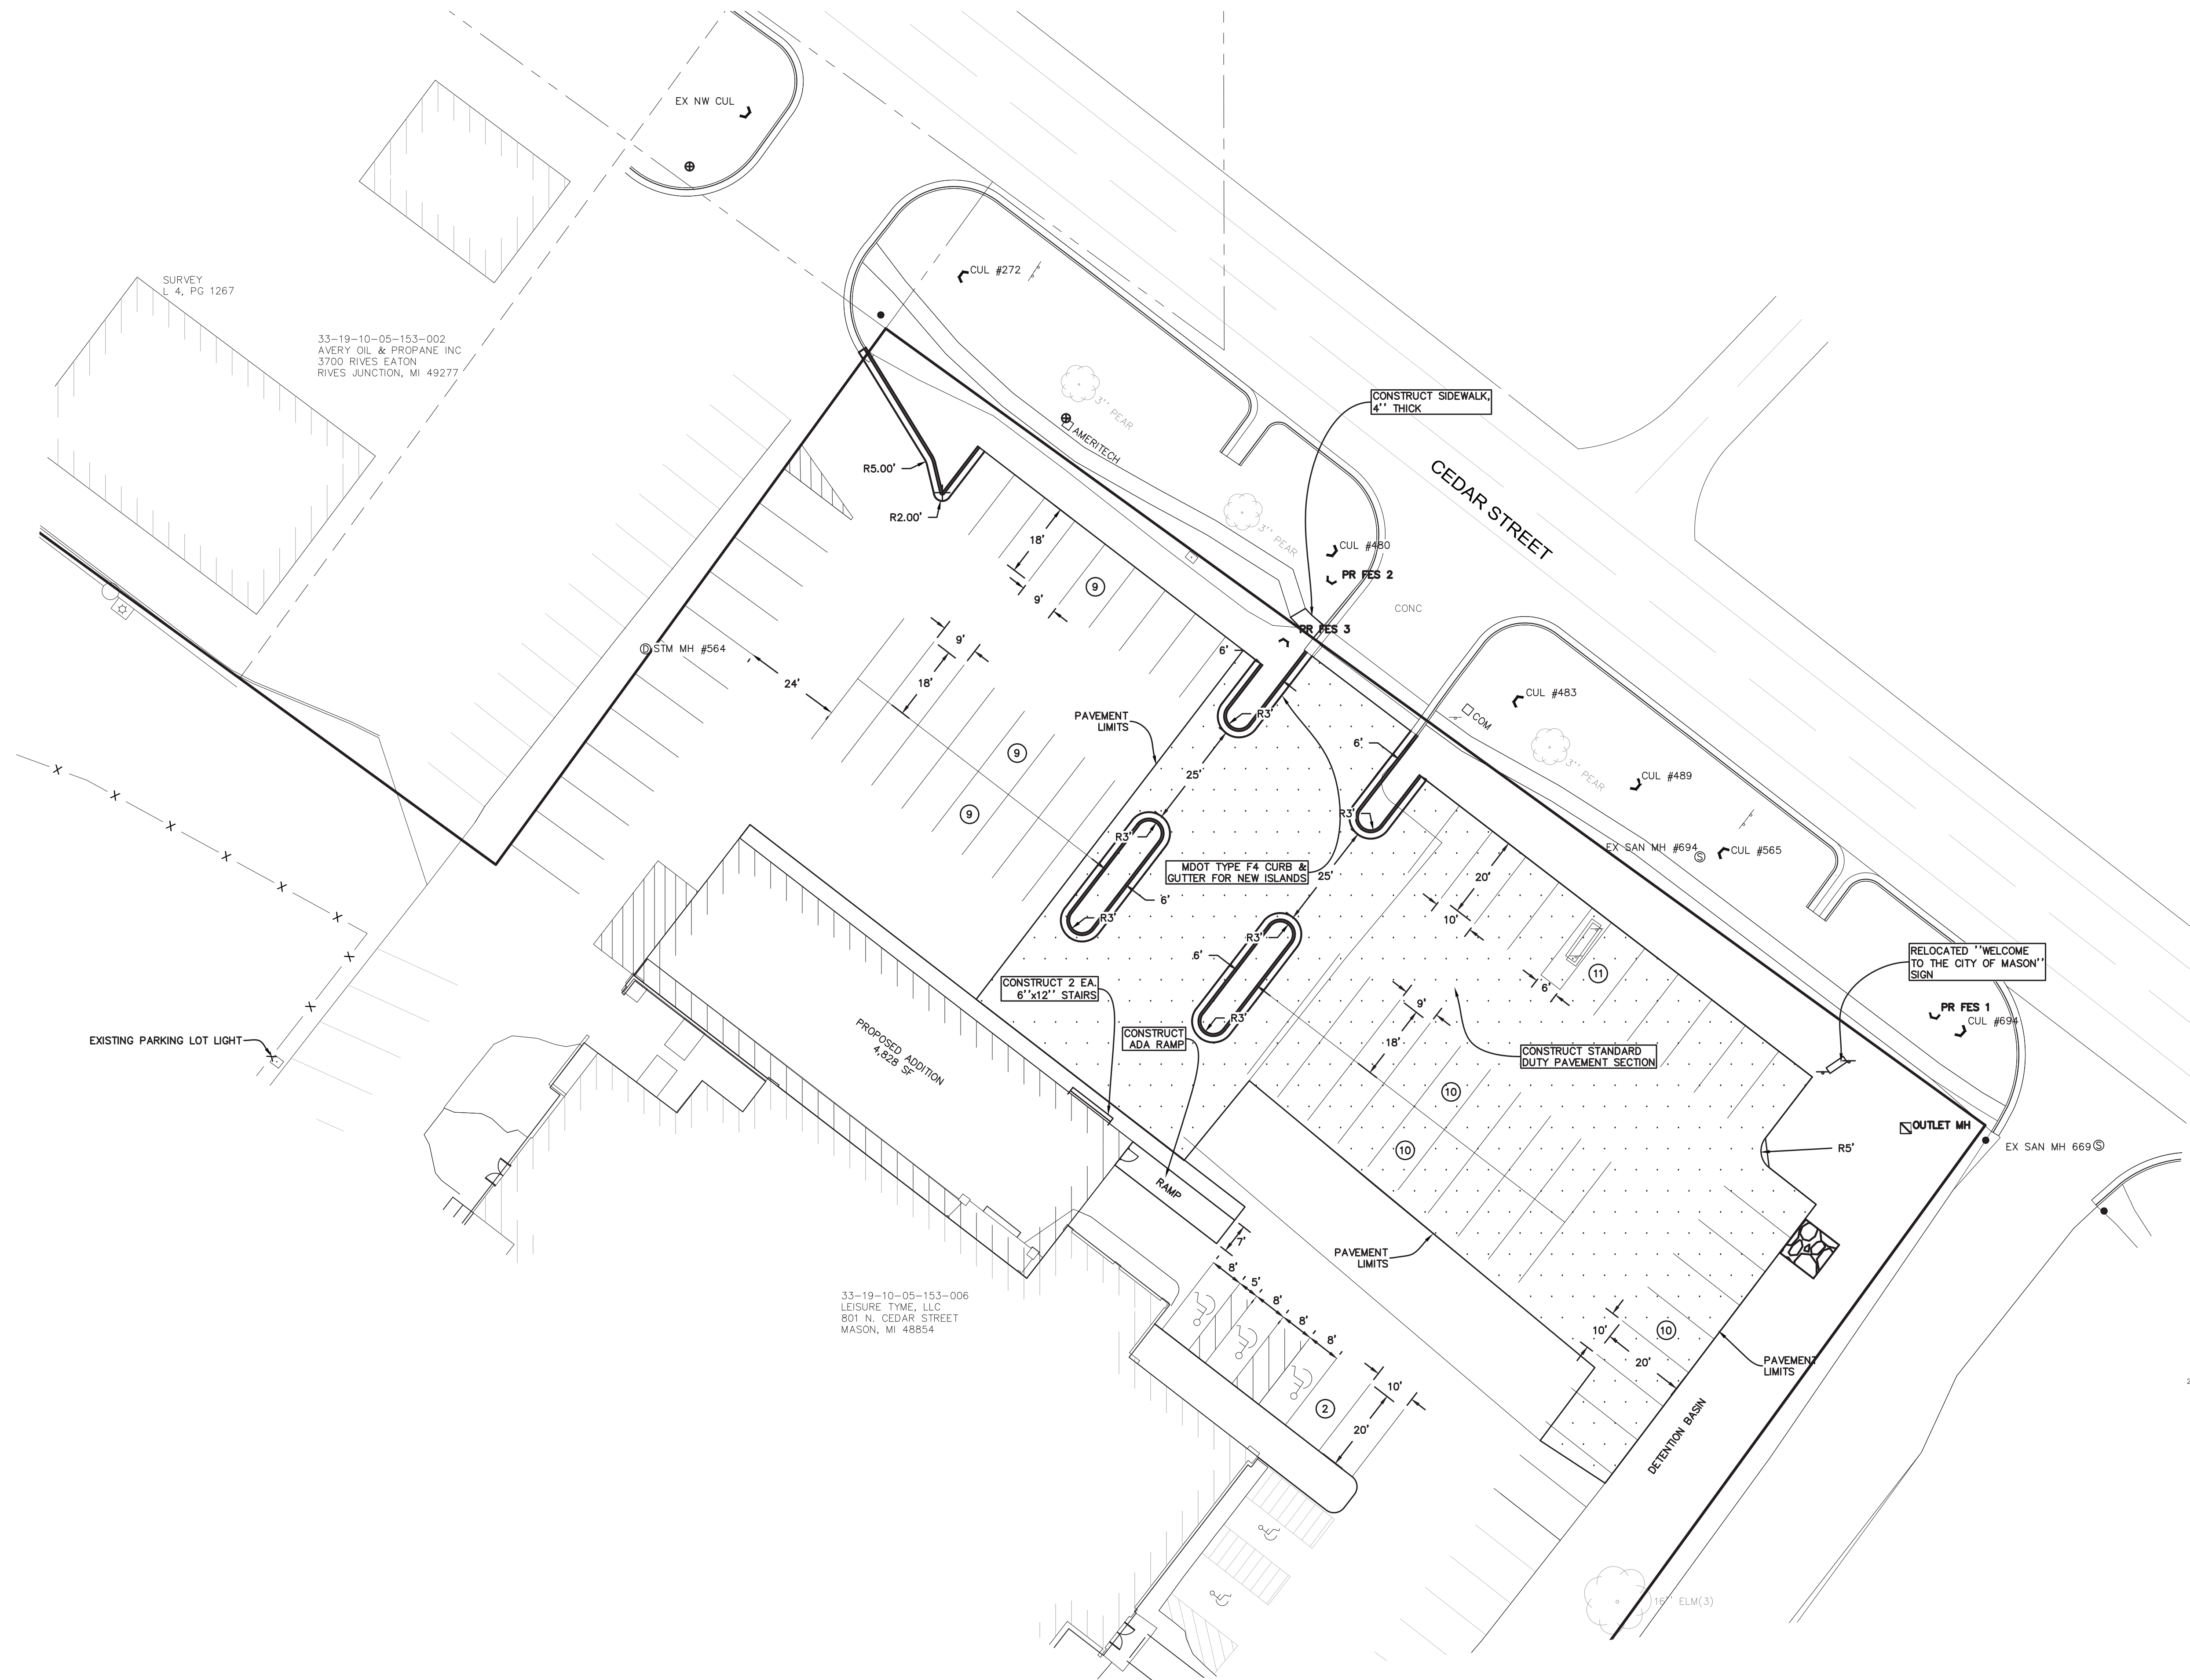 EX NW CUL
SURVEY
L 4, PG 1267
CUL #272
33-19-10-05-153-002
AVERY OIL & PROPANE INC
3700 RIVES EATON
RIVES JUNCTION, MI 49277
3'' PEAR
AMERITECH
CONSTRUCT SIDEWALK,
4'' THICK
CEDAR STREET
R5.00'
R2.00'
18'
9'
9
3'' PEAR
CUL #480
PR FES 2
CONC
PR FES 3
STM MH #564
24'
9'
18'
6'
PAVEMENT
LIMITS
R3'
9
9
25'
6'
CUL #483
COM
3'' PEAR
CUL #489
R3'
R3'
EX SAN MH #694
S
CUL #565
MDOT TYPE F4 CURB &
GUTTER FOR NEW ISLANDS
25'
20'
10'
6'
R3'
R3'
6'
11
6'
RELOCATED ''WELCOME
TO THE CITY OF MASON''
SIGN
CONSTRUCT 2 EA.
6''x12'' STAIRS
R3'
9'
18'
PR FES 1
CUL #694
EXISTING PARKING LOT LIGHT
PROPOSED ADDITION
4,828 SF
CONSTRUCT
ADA RAMP
CONSTRUCT STANDARD
DUTY PAVEMENT SECTION
10
10
OUTLET MH
R5'
EX SAN MH 669
S
RAMP
7'
PAVEMENT
LIMITS
8'
5'
8'
8'
8'
33-19-10-05-153-006
LEISURE TYME, LLC
801 N. CEDAR STREET
MASON, MI 48854
10'
10
20'
PAVEMENT
LIMITS
10'
2
20'
DETENTION BASIN
16'' ELM(3)
X
X
X
X
X
X
X
X
2